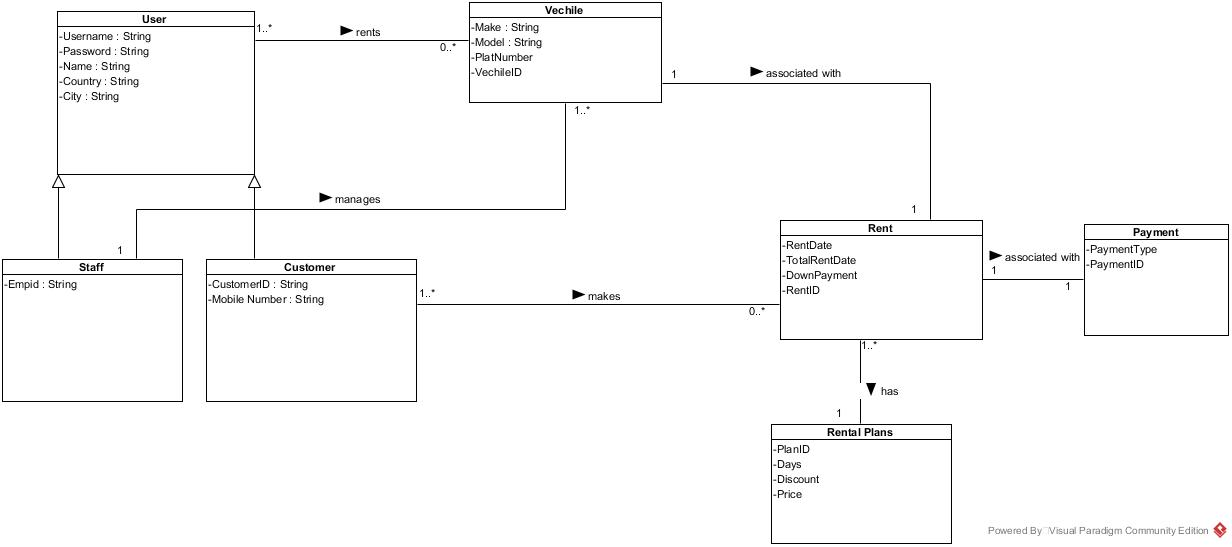 User
-Username : String
-Password : String
-Name : String
-Country : String
-City : String
1..*
rents
0..*
Vechile
-Make : String
-Model : String
-PlatNumber
-VechileID
1
associated with
1..*
manages
1
1
Staff
-Empid : String
Customer
-CustomerID : String
-Mobile Number : String
1..*
makes
0..*
Rent
-RentDate
-TotalRentDate
-DownPayment
-RentID
associated with
1
1
Payment
-PaymentType
-PaymentID
1..*
has
1
Rental Plans
-PlanID
-Days
-Discount
-Price
Powered By Visual Paradigm Community Edition